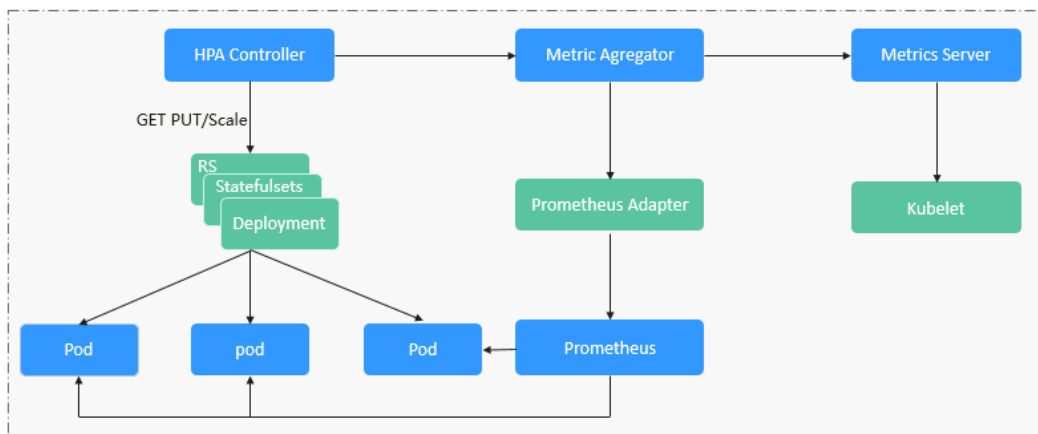 HPA Controller
Metric Agregator
Metrics Server
GET PUT/Scale
RS
Statefulsets
Deployment
Prometheus Adapter
Kubelet
Pod
pod
Pod
Prometheus